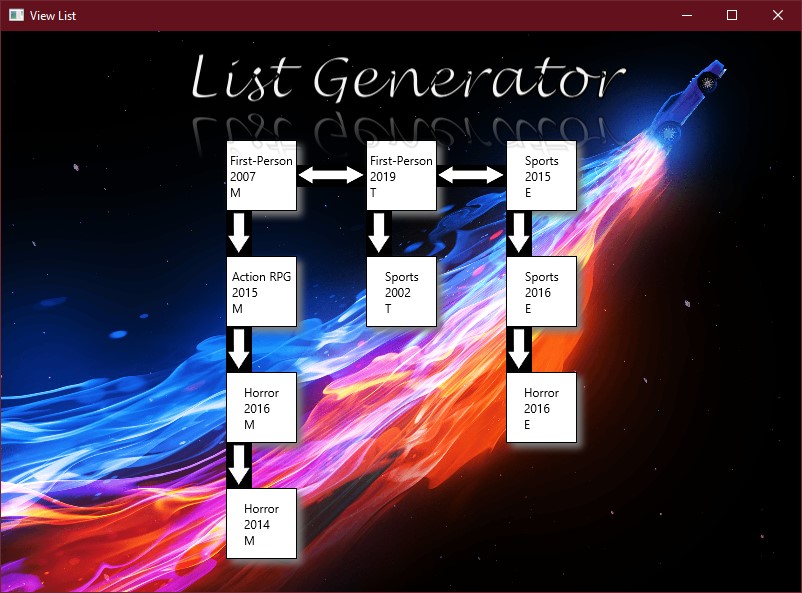 View List
List Generator
First-Person
2007
M
First-Person
2019
T
Sports
2015
E
Action RPG
2015
M
Sports
2002
T
Sports
2016
E
Horror
2016
M
Horror
2016
E
Horror
2014
M